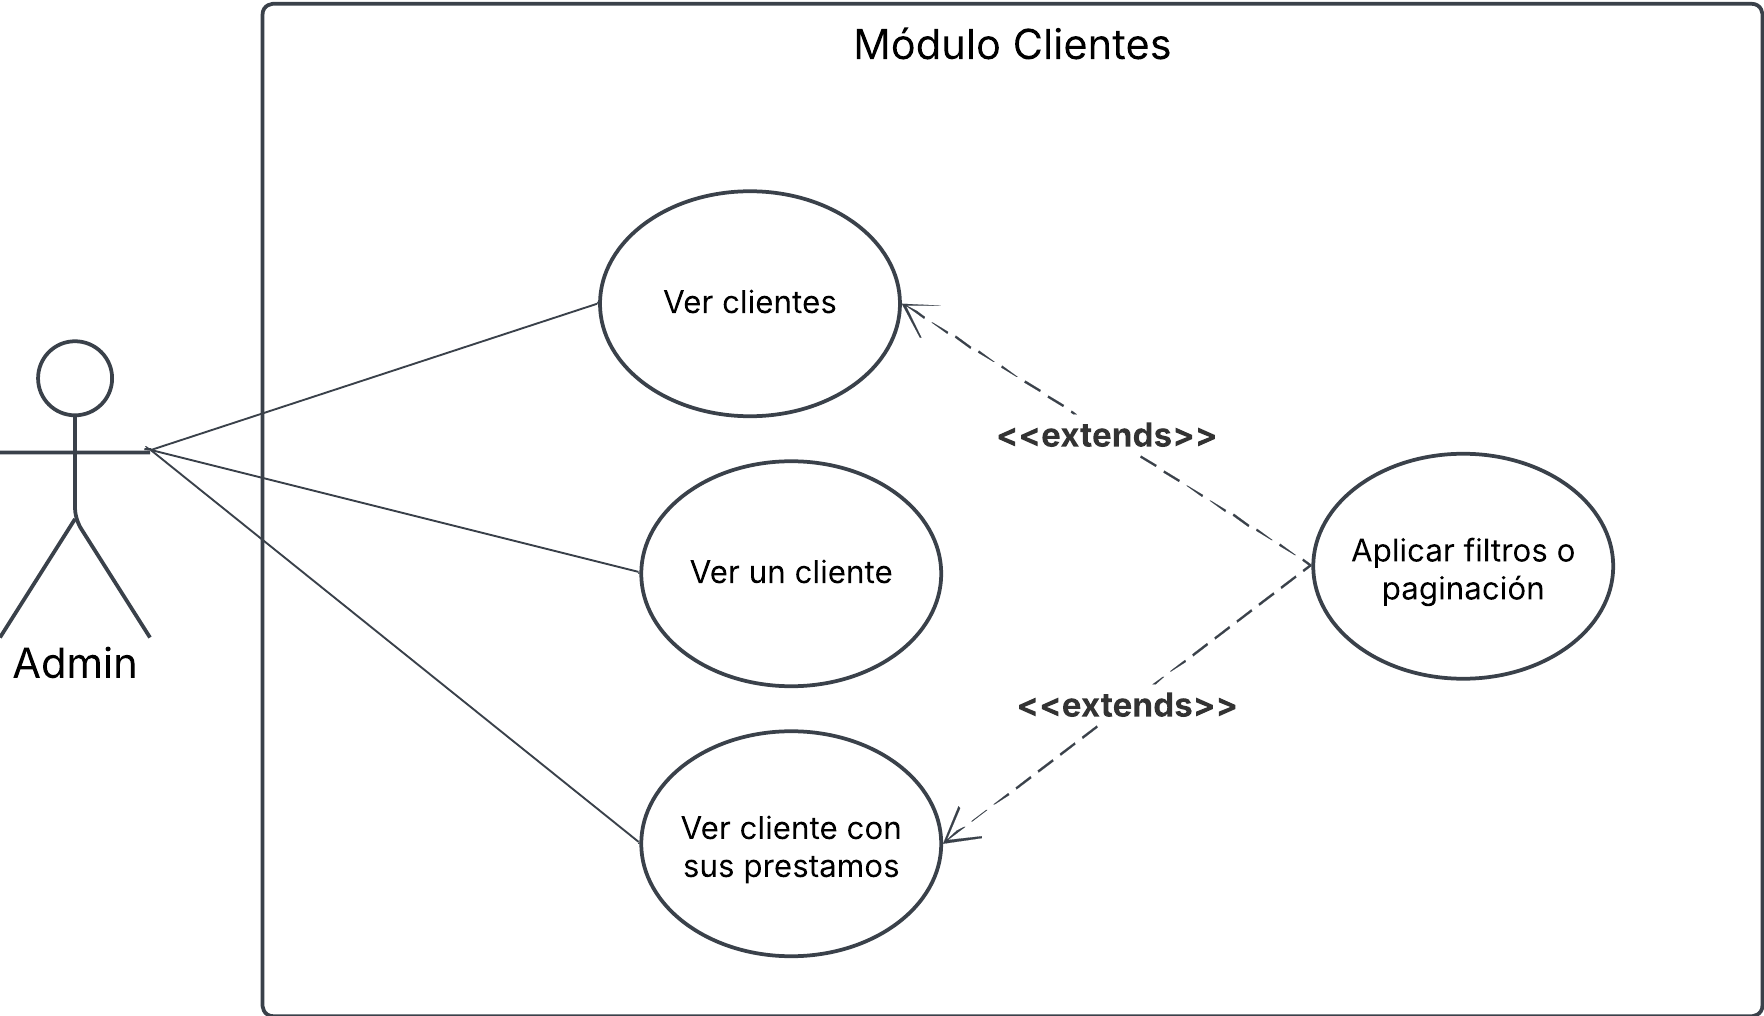 Módulo Clientes
Ver clientes
<<extends>>
Aplicar filtros o
paginación
Ver un cliente
Admin
<<extends>>
Ver cliente con
sus prestamos